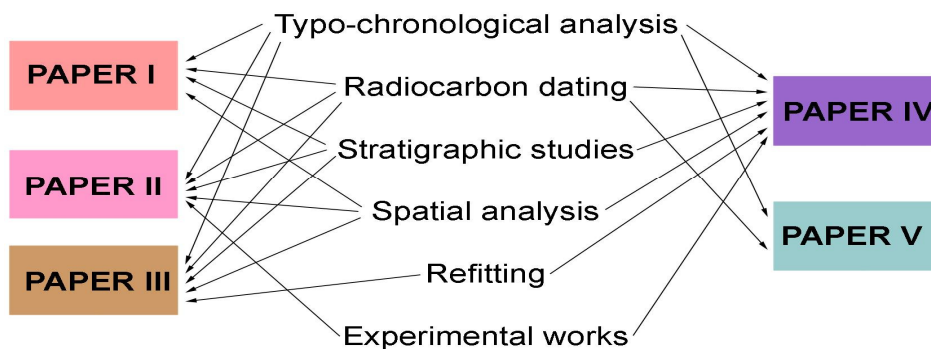 Typo-chronological analysis
PAPER I
Radiocarbon dating
PAPER IV
Stratigraphic studies
PAPER II
Spatial analysis
PAPER V
PAPER III
Refitting
Experimental works